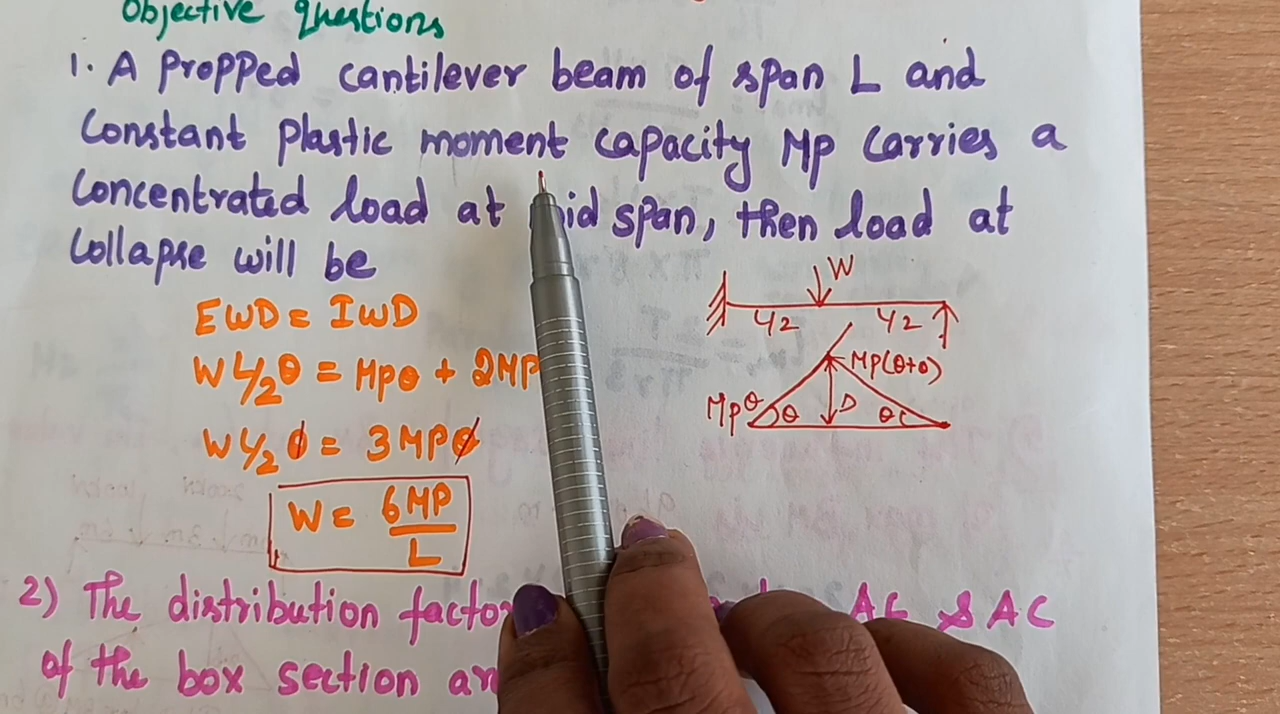 Objective Questions
1. A Propped cantilever beam of span L and
Constant Plastic moment capacity Mp carries a
Concentrated load at span, then load at
Collapse will be
EWD = IWD
W L/2 θ = Mpθ + 2MP
W L/2 θ = 3MPθ
W = 6MP/L
W
L/2 L/2
Mp(θ+θ)
Mpθ θ D θ
2) The distribution factor AC
of the box section